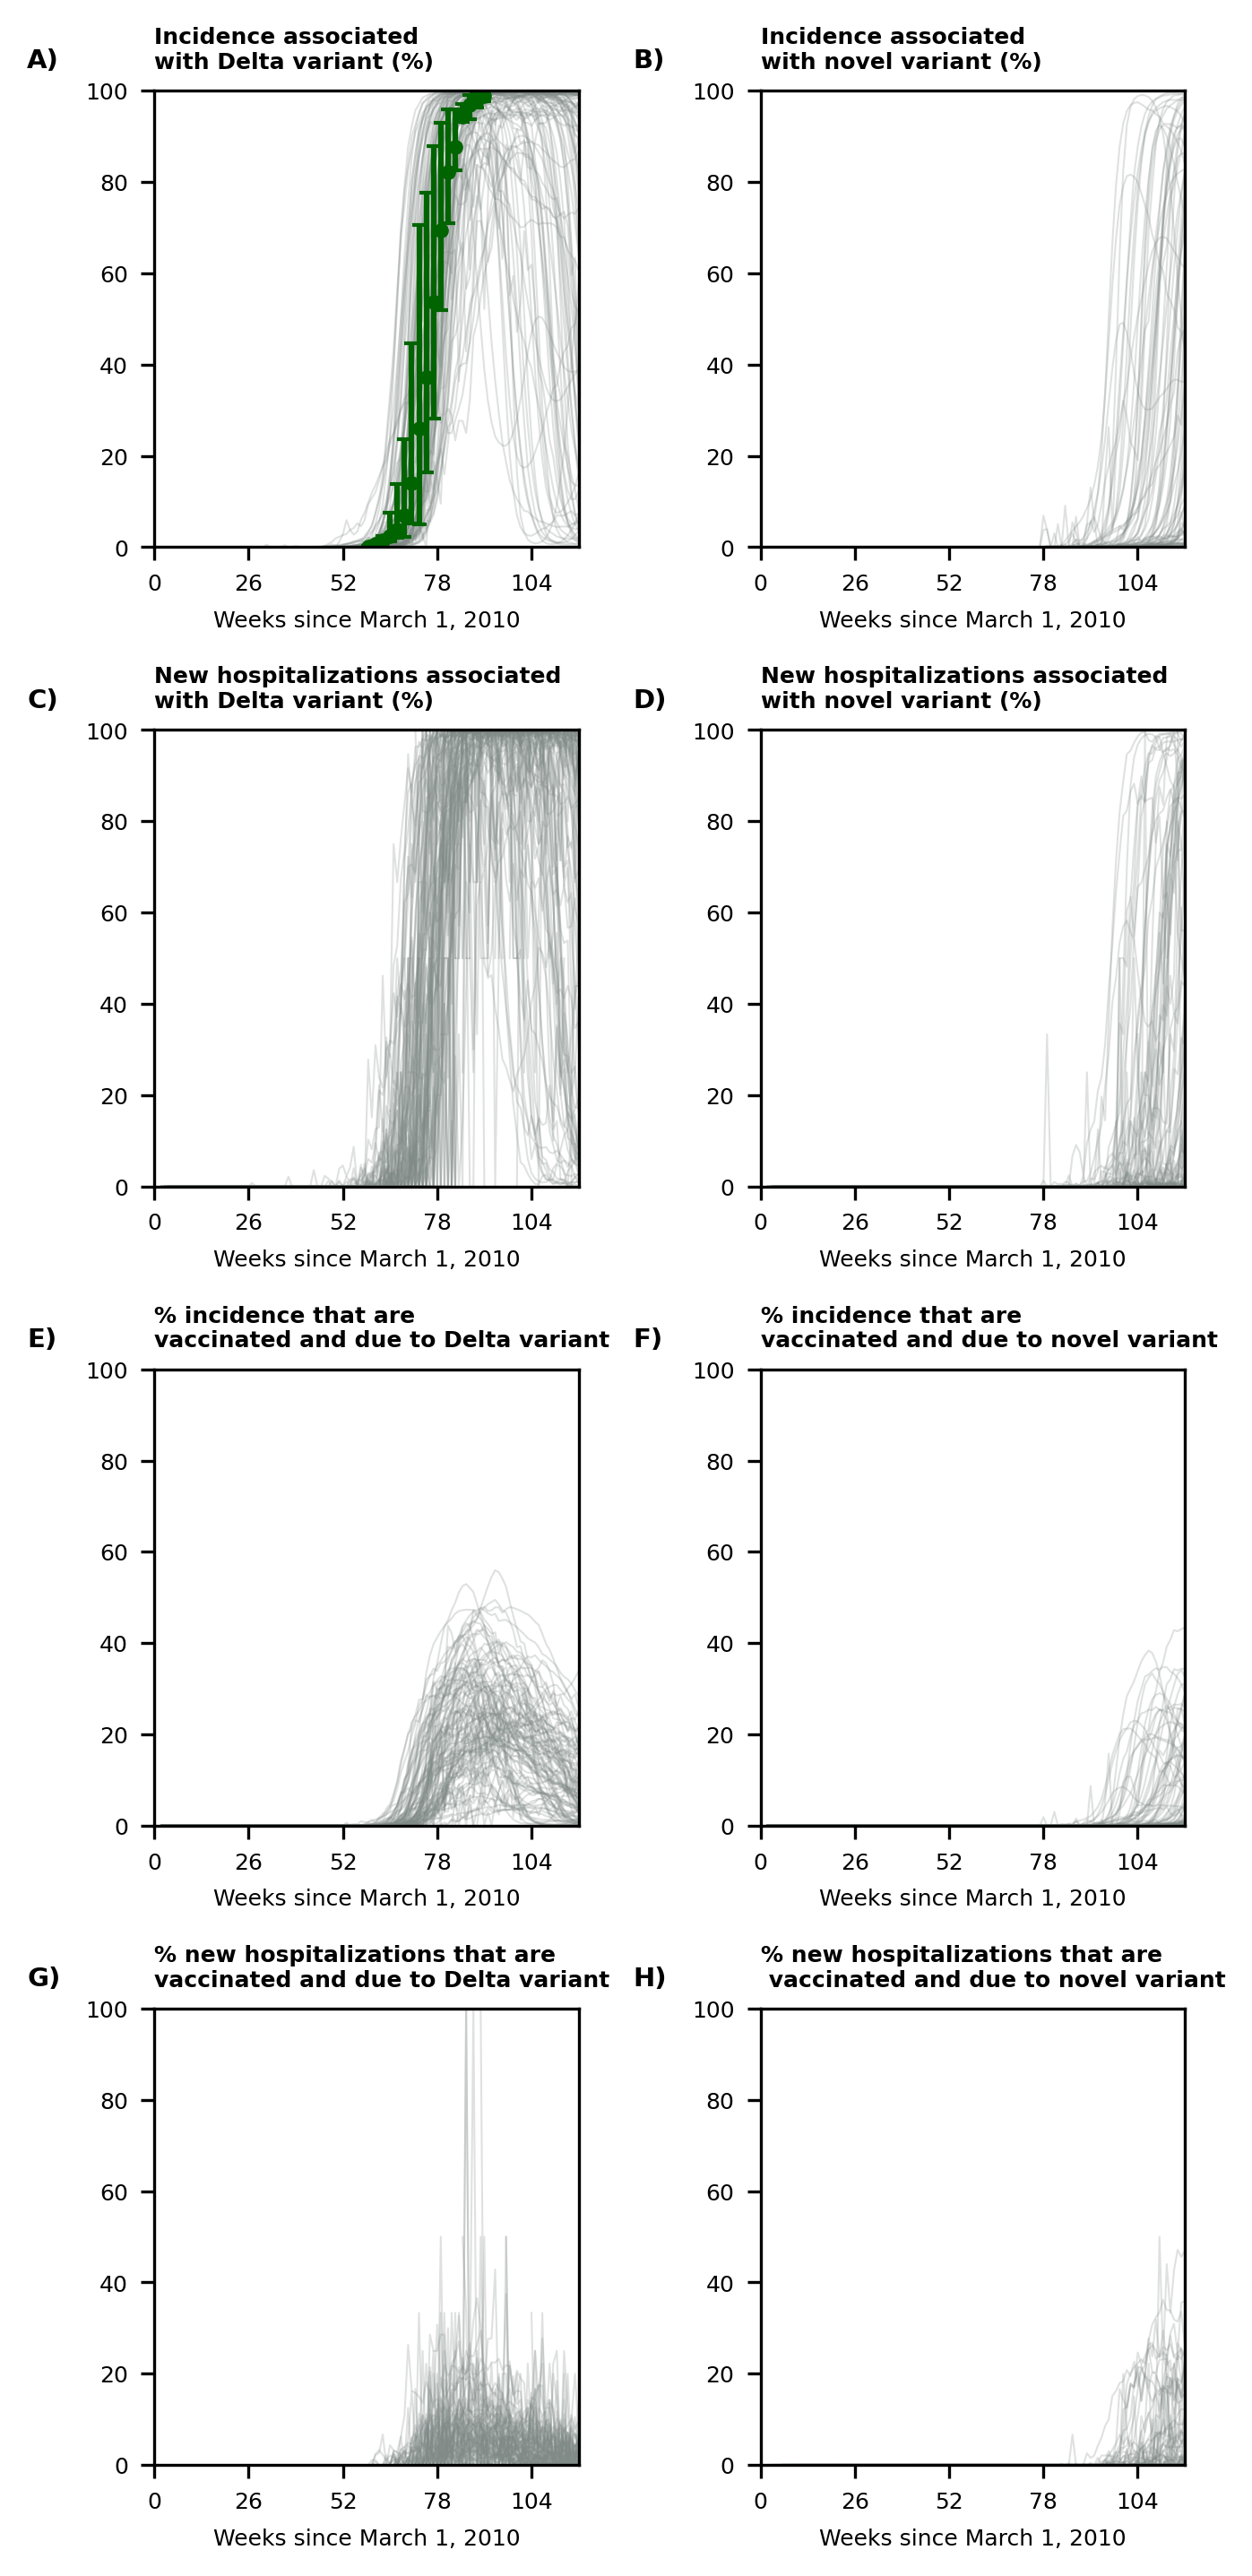 A)
Incidence associated
with Delta variant (%)
100
80
60
40
20
0
0 26 52 78 104
Weeks since March 1, 2010
B)
Incidence associated
with novel variant (%)
100
80
60
40
20
0
0 26 52 78 104
Weeks since March 1, 2010
C)
New hospitalizations associated
with Delta variant (%)
100
80
60
40
20
0
0 26 52 78 104
Weeks since March 1, 2010
D)
New hospitalizations associated
with novel variant (%)
100
80
60
40
20
0
0 26 52 78 104
Weeks since March 1, 2010
E)
% incidence that are
vaccinated and due to Delta variant
100
80
60
40
20
0
0 26 52 78 104
Weeks since March 1, 2010
F)
% incidence that are
vaccinated and due to novel variant
100
80
60
40
20
0
0 26 52 78 104
Weeks since March 1, 2010
G)
% new hospitalizations that are
vaccinated and due to Delta variant
100
80
60
40
20
0
0 26 52 78 104
Weeks since March 1, 2010
H)
% new hospitalizations that are
vaccinated and due to novel variant
100
80
60
40
20
0
0 26 52 78 104
Weeks since March 1, 2010